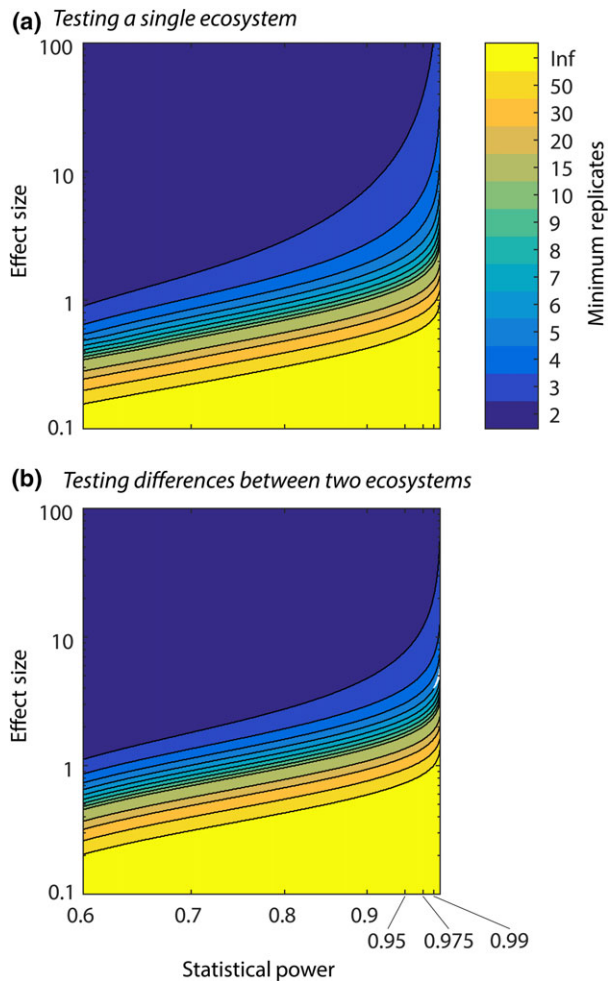 (a) Testing a single ecosystem
100
10
1
0.1
Effect size
Inf
50
30
20
15
10
9
8
7
6
5
4
3
2
Minimum replicates
(b) Testing differences between two ecosystems
100
10
1
0.1
Effect size
0.6 0.7 0.8 0.9
0.95 0.975 0.99
Statistical power